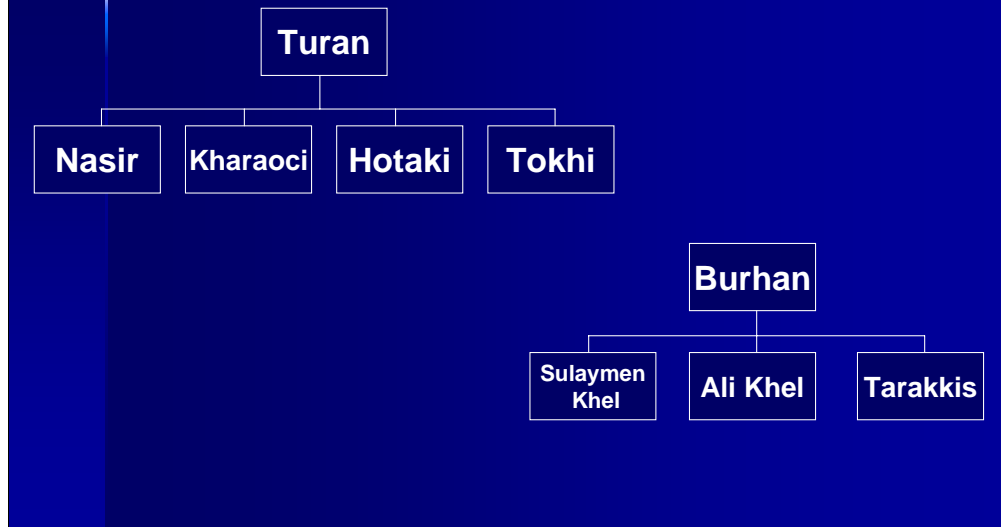 Turan
Nasir
Kharaoci
Hotaki
Tokhi
Burhan
Sulaymen
Khel
Ali Khel
Tarakkis